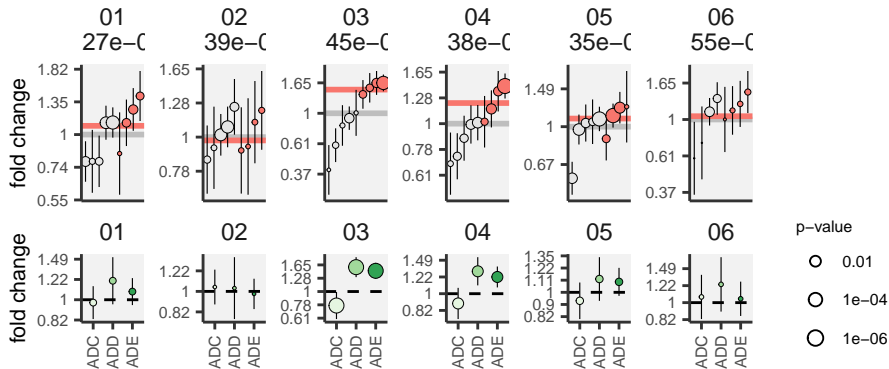 01 02 03 04 05 06
27e−0 39e−0 45e−0 38e−0 35e−0 55e−0
fold change
1.82 1.35 1 0.74 0.55
1.65 1.28 1 0.78
1.65 1 0.61 0.37
1.65 1.28 1 0.78 0.61
1.49 1 0.67
1.65 1 0.61 0.37
01 02 03 04 05 06
fold change
1.49 1.22 1 0.82
1.22 1 0.82
1.65 1.28 1 0.78 0.61
1.49 1.22 1 0.82
1.35 1.22 1.11 1 0.9 0.82
1.49 1.22 1 0.82
ADC ADD ADE
ADC ADD ADE
ADC ADD ADE
ADC ADD ADE
ADC ADD ADE
ADC ADD ADE
p−value
0.01
1e−04
1e−06